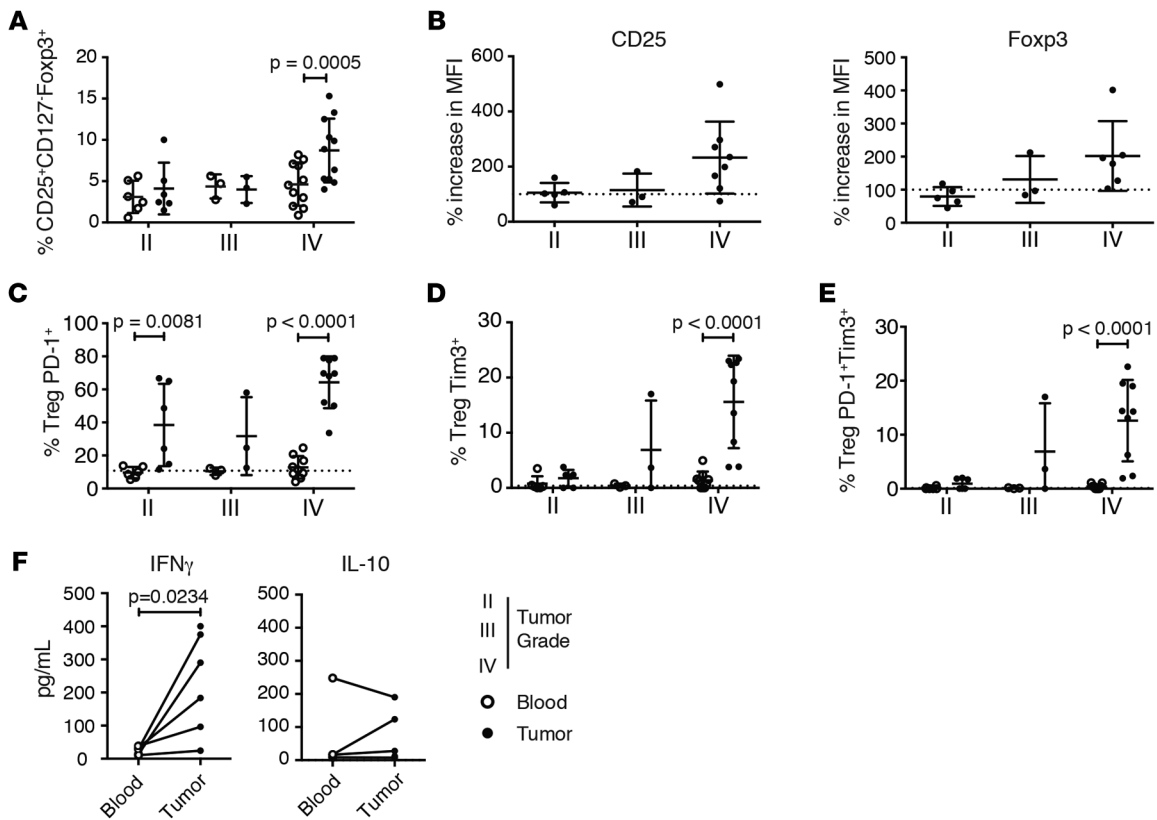 A
% CD25⁺CD127⁻Foxp3⁺
20
15
10
5
0
p = 0.0005
II III IV
B
CD25
% increase in MFI
600
400
200
0
II III IV
Foxp3
% increase in MFI
500
400
300
200
100
0
II III IV
C
% Treg PD-1⁺
100
80
60
40
20
0
p = 0.0081
p < 0.0001
II III IV
D
% Treg Tim3⁺
30
20
10
0
p < 0.0001
II III IV
E
% Treg PD-1⁺Tim3⁺
30
20
10
0
p < 0.0001
II III IV
F
IFNγ
pg/mL
500
400
300
200
100
0
p=0.0234
Blood
Tumor
IL-10
500
400
300
200
100
0
Blood
Tumor
II
III
IV
Tumor
Grade
Blood
Tumor